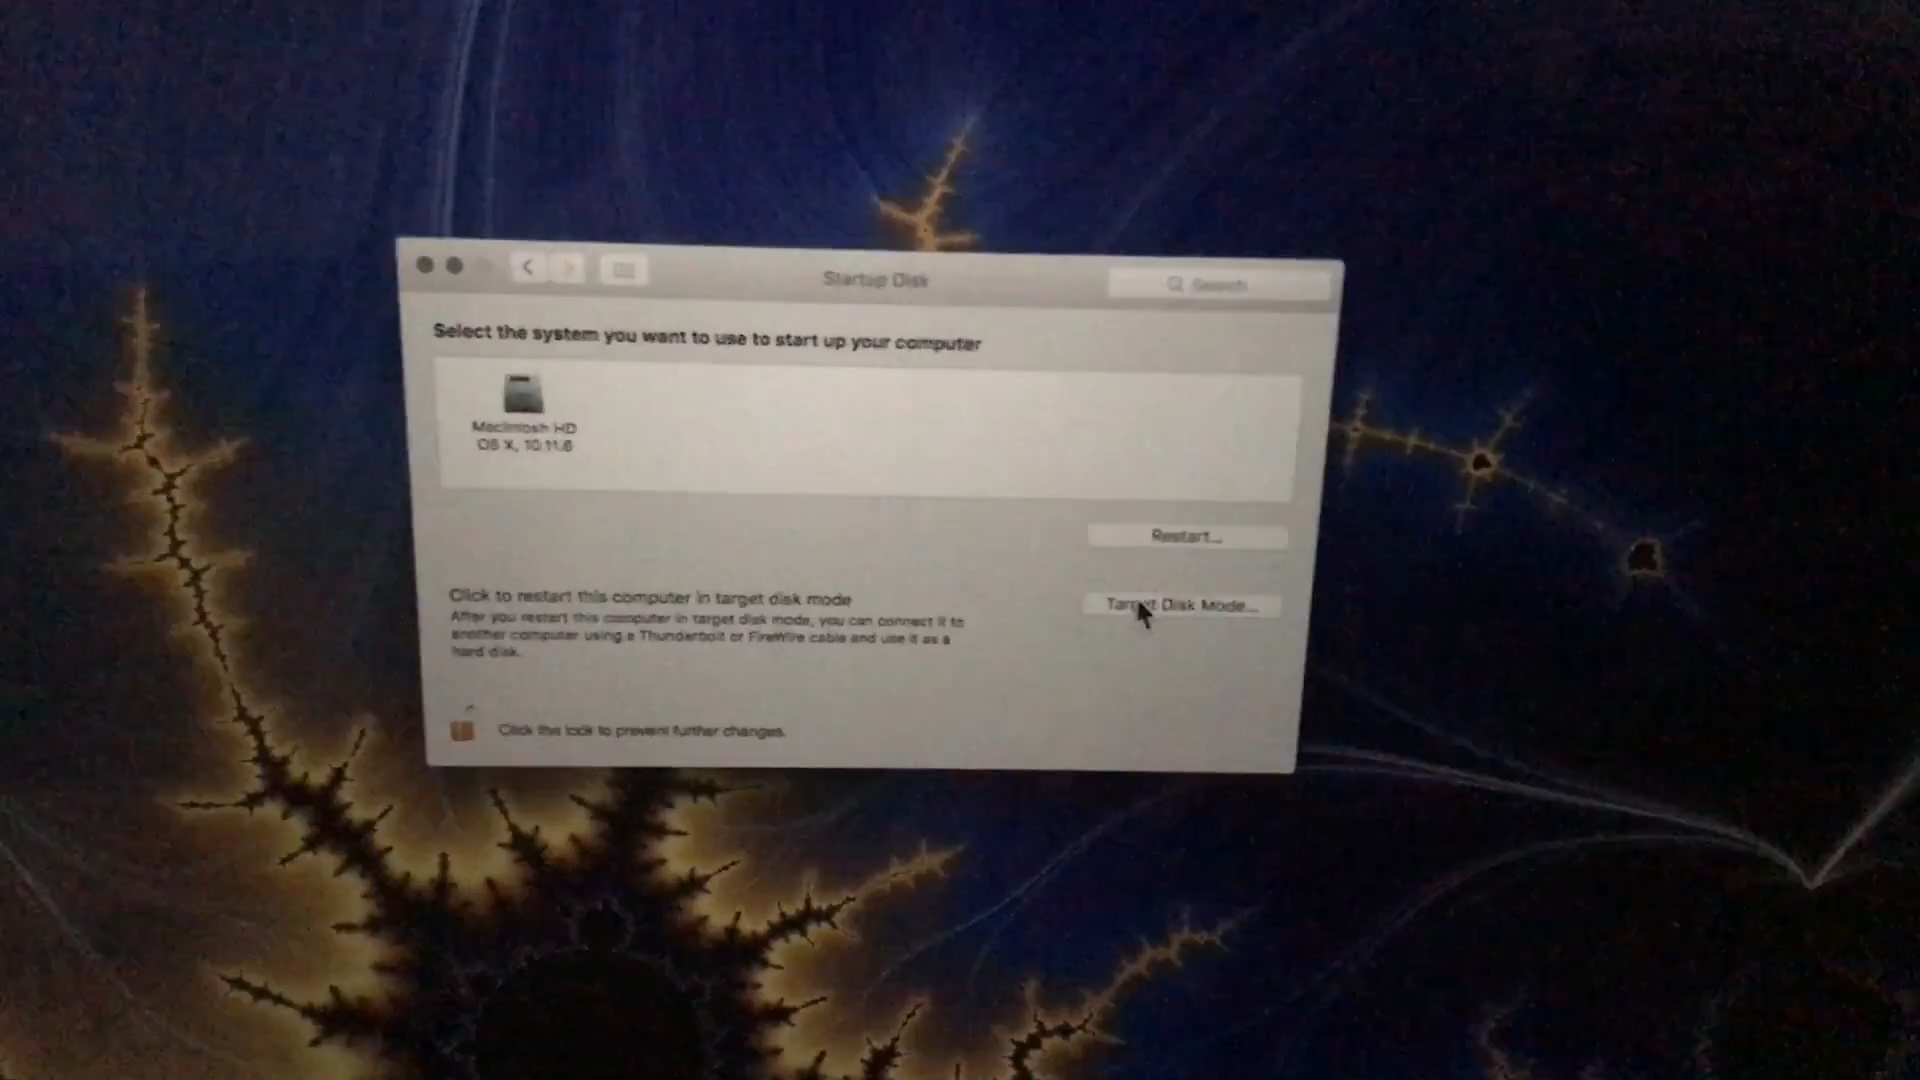 Startup Disk
Search
Select the system you want to use to start up your computer
Macintosh HD
OS X, 10.11.6
Restart...
Click to restart this computer in target disk mode
Target Disk Mode...
After you restart this computer in target disk mode, you can connect it to
another computer using a Thunderbolt or FireWire cable and use it as a
hard disk.
Click the lock to prevent further changes.